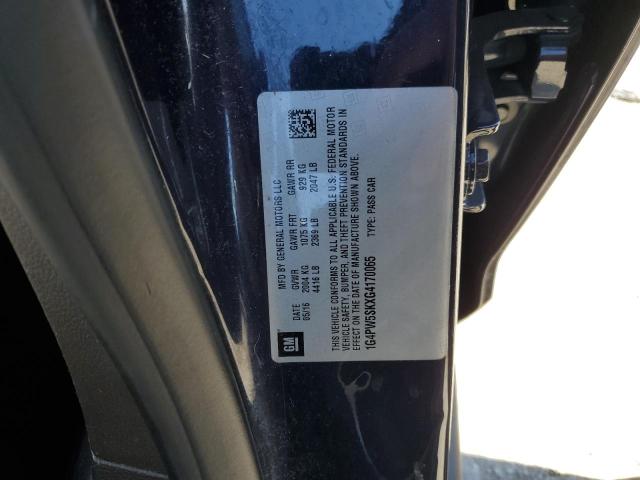 GM
MFD BY GENERAL MOTORS LLC
DATE GVWR GAWR FRT GAWR RR
05/16 2004 KG 1075 KG 929 KG
4416 LB 2369 LB 2047 LB
THIS VEHICLE CONFORMS TO ALL APPLICABLE U.S. FEDERAL MOTOR
VEHICLE SAFETY, BUMPER, AND THEFT PREVENTION STANDARDS IN
EFFECT ON THE DATE OF MANUFACTURE SHOWN ABOVE.
1G4PW5SKXG4170065 TYPE: PASS CAR